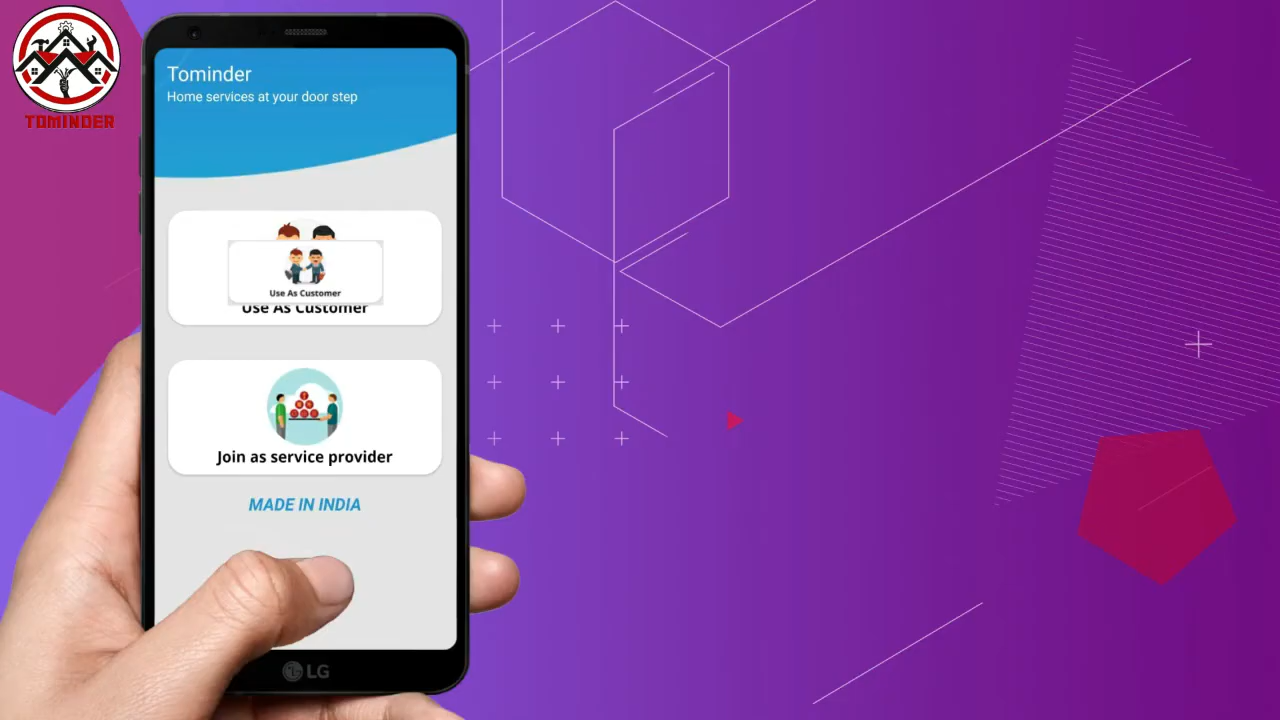 TOMINDER
Tominder
Home services at your door step
Use As Customer
Use As Customer
Join as service provider
MADE IN INDIA
LG